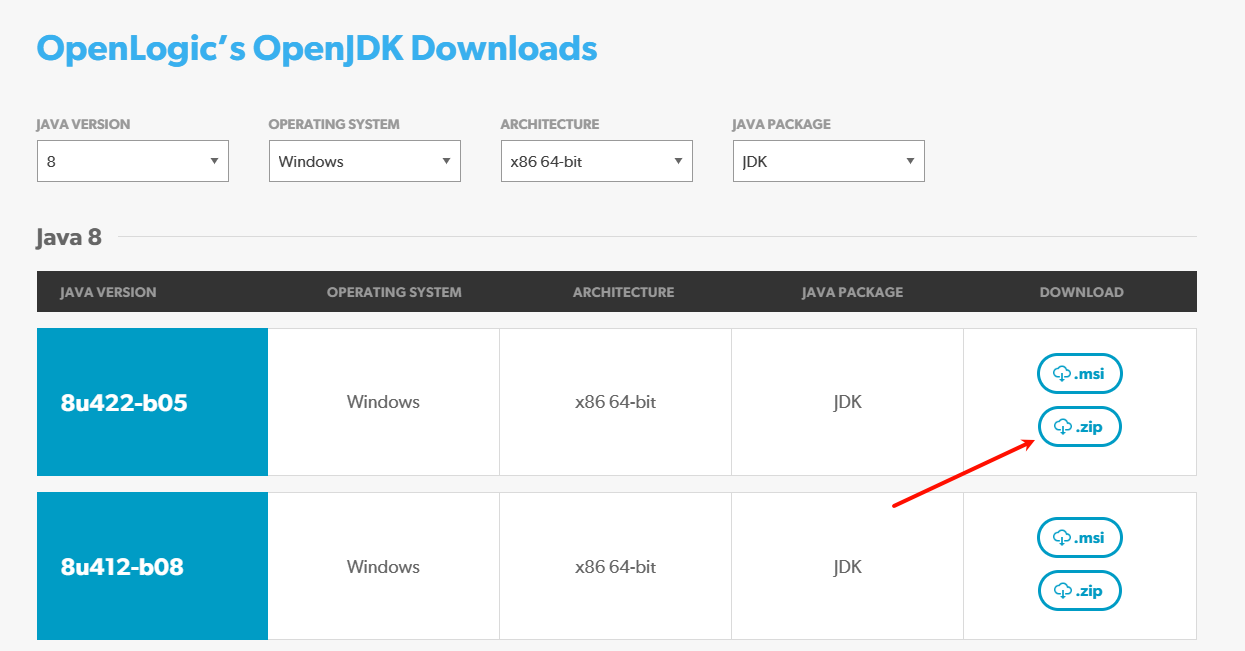 OpenLogic’s OpenJDK Downloads
JAVA VERSION OPERATING SYSTEM ARCHITECTURE JAVA PACKAGE
8 Windows x86 64-bit JDK
Java 8
JAVA VERSION OPERATING SYSTEM ARCHITECTURE JAVA PACKAGE DOWNLOAD
.msi
8u422-b05 Windows x86 64-bit JDK
.zip
.msi
8u412-b08 Windows x86 64-bit JDK
.zip